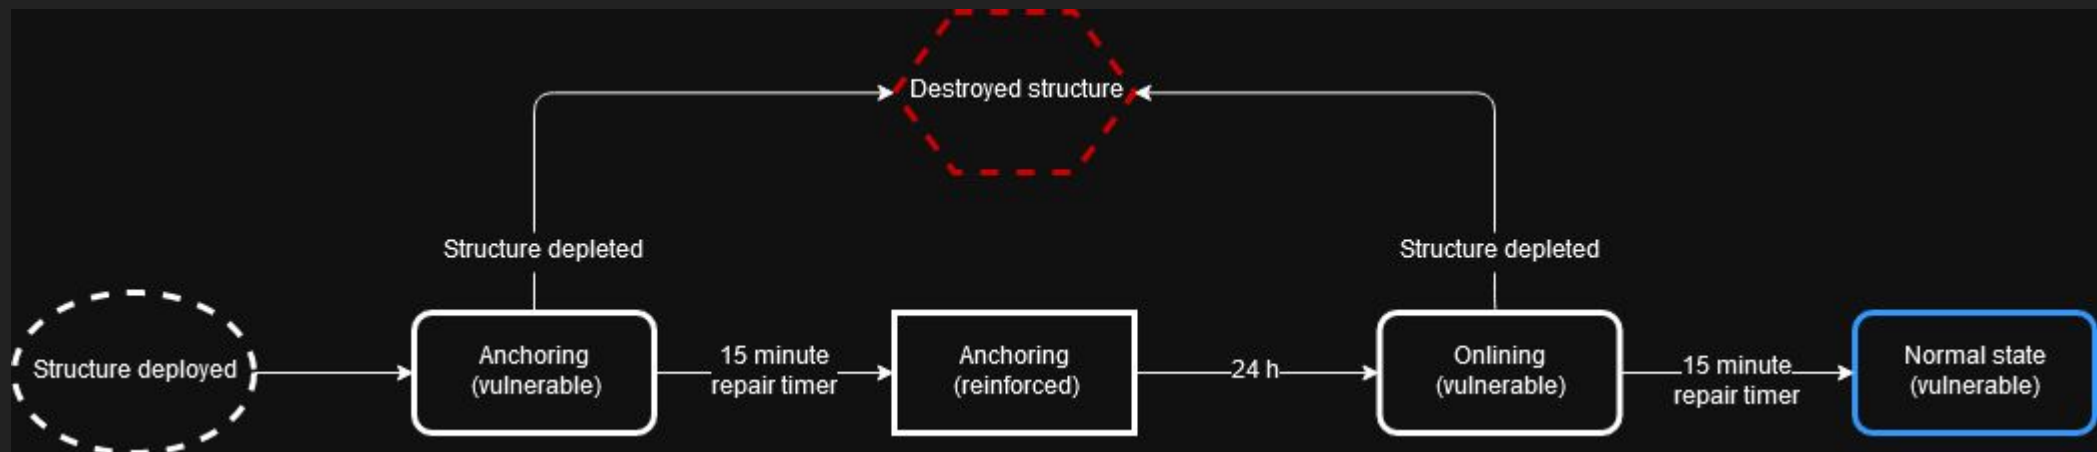 Destroyed structure
Structure depleted
Structure depleted
Structure deployed
Anchoring
(vulnerable)
15 minute
repair timer
Anchoring
(reinforced)
24 h
Onlining
(vulnerable)
15 minute
repair timer
Normal state
(vulnerable)